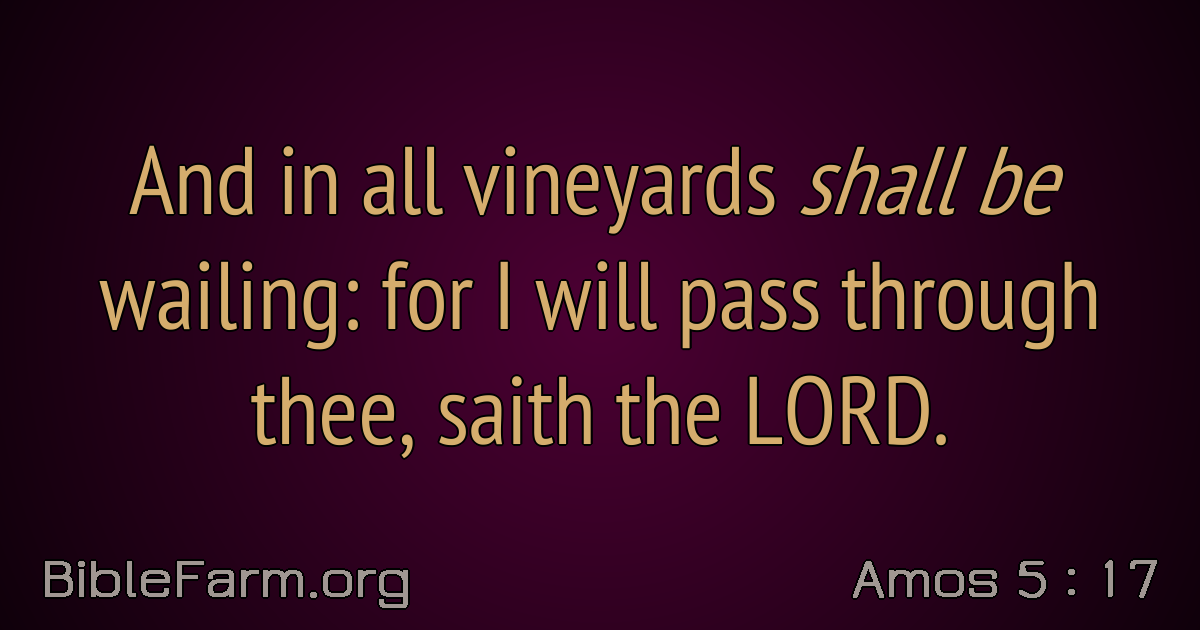 And in all vineyards shall be
wailing: for I will pass through
thee, saith the LORD.
BibleFarm.org
Amos 5 : 17